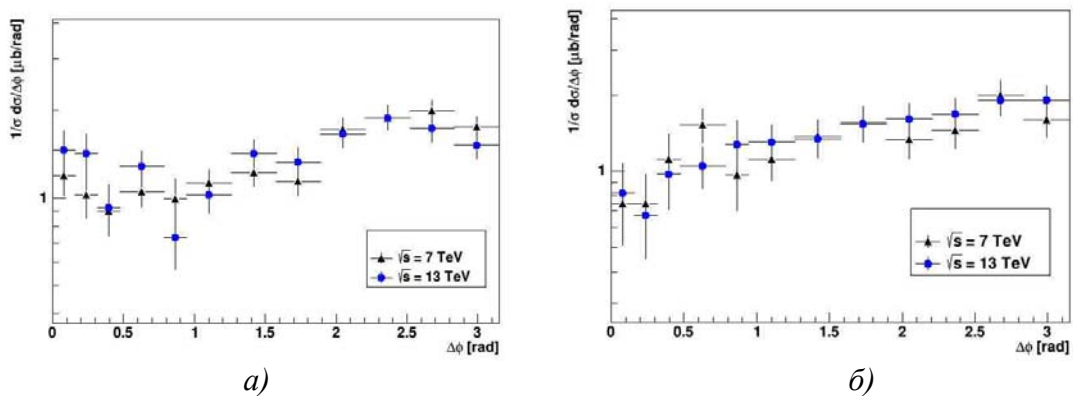 1/σ dσ/Δϕ [μb/rad]
1
√s = 7 TeV
√s = 13 TeV
0 0.5 1 1.5 2 2.5 3
Δϕ [rad]
а)
1/σ dσ/Δϕ [μb/rad]
1
√s = 7 TeV
√s = 13 TeV
0 0.5 1 1.5 2 2.5 3
Δϕ [rad]
б)